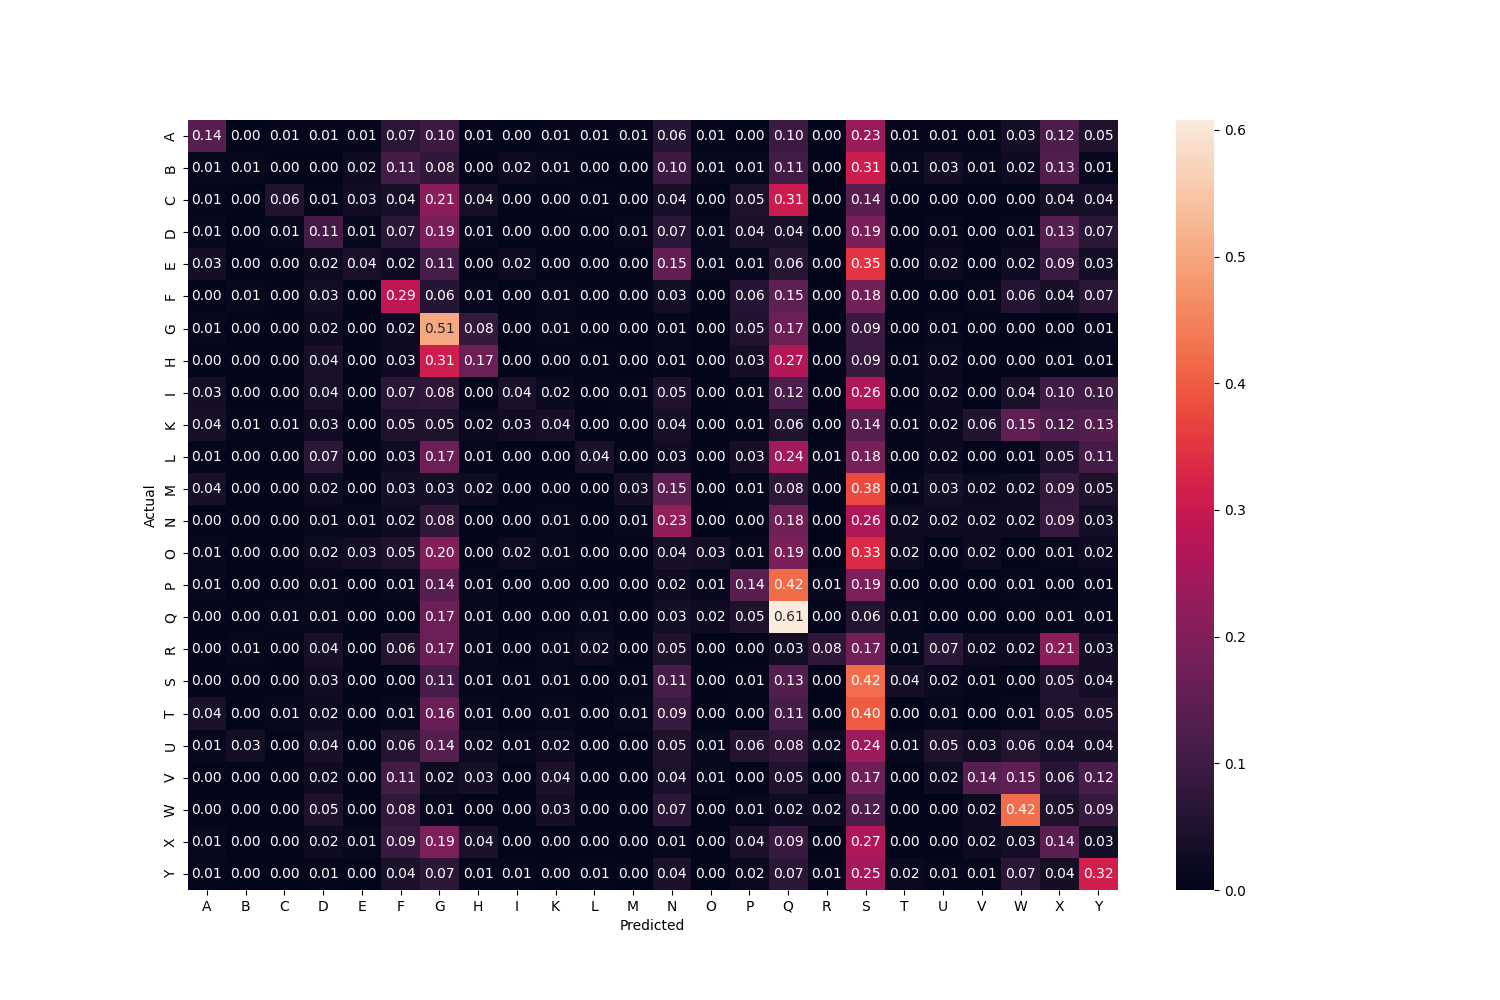 A 0.14 0.00 0.01 0.01 0.01 0.07 0.10 0.01 0.00 0.01 0.01 0.01 0.06 0.01 0.00 0.10 0.00 0.23 0.01 0.01 0.01 0.03 0.12 0.05
B 0.01 0.01 0.00 0.00 0.02 0.11 0.08 0.00 0.02 0.01 0.00 0.00 0.10 0.01 0.01 0.11 0.00 0.31 0.01 0.03 0.01 0.02 0.13 0.01
C 0.01 0.00 0.06 0.01 0.03 0.04 0.21 0.04 0.00 0.00 0.01 0.00 0.04 0.00 0.05 0.31 0.00 0.14 0.00 0.00 0.00 0.00 0.04 0.04
D 0.01 0.00 0.01 0.11 0.01 0.07 0.19 0.01 0.00 0.00 0.00 0.01 0.07 0.01 0.04 0.04 0.00 0.19 0.00 0.01 0.00 0.01 0.13 0.07
E 0.03 0.00 0.00 0.02 0.04 0.02 0.11 0.00 0.02 0.00 0.00 0.00 0.15 0.01 0.01 0.06 0.00 0.35 0.00 0.02 0.00 0.02 0.09 0.03
F 0.00 0.01 0.00 0.03 0.00 0.29 0.06 0.01 0.00 0.01 0.00 0.00 0.03 0.00 0.06 0.15 0.00 0.18 0.00 0.00 0.01 0.06 0.04 0.07
G 0.01 0.00 0.00 0.02 0.00 0.02 0.51 0.08 0.00 0.01 0.00 0.00 0.01 0.00 0.05 0.17 0.00 0.09 0.00 0.01 0.00 0.00 0.00 0.01
H 0.00 0.00 0.00 0.04 0.00 0.03 0.31 0.17 0.00 0.00 0.01 0.00 0.01 0.00 0.03 0.27 0.00 0.09 0.01 0.02 0.00 0.00 0.01 0.01
I 0.03 0.00 0.00 0.04 0.00 0.07 0.08 0.00 0.04 0.02 0.00 0.01 0.05 0.00 0.01 0.12 0.00 0.26 0.00 0.02 0.00 0.04 0.10 0.10
K 0.04 0.01 0.01 0.03 0.00 0.05 0.05 0.02 0.03 0.04 0.00 0.00 0.04 0.00 0.01 0.06 0.00 0.14 0.01 0.02 0.06 0.15 0.12 0.13
L 0.01 0.00 0.00 0.07 0.00 0.03 0.17 0.01 0.00 0.00 0.04 0.00 0.03 0.00 0.03 0.24 0.01 0.18 0.00 0.02 0.00 0.01 0.05 0.11
M 0.04 0.00 0.00 0.02 0.00 0.03 0.03 0.02 0.00 0.00 0.00 0.03 0.15 0.00 0.01 0.08 0.00 0.38 0.01 0.03 0.02 0.02 0.09 0.05
N 0.00 0.00 0.00 0.01 0.01 0.02 0.08 0.00 0.00 0.01 0.00 0.01 0.23 0.00 0.00 0.18 0.00 0.26 0.02 0.02 0.02 0.02 0.09 0.03
O 0.01 0.00 0.00 0.02 0.03 0.05 0.20 0.00 0.02 0.01 0.00 0.00 0.04 0.03 0.01 0.19 0.00 0.33 0.02 0.00 0.02 0.00 0.01 0.02
P 0.01 0.00 0.00 0.01 0.00 0.01 0.14 0.01 0.00 0.00 0.00 0.00 0.02 0.01 0.14 0.42 0.01 0.19 0.00 0.00 0.00 0.01 0.00 0.01
Q 0.00 0.00 0.01 0.01 0.00 0.00 0.17 0.01 0.00 0.00 0.01 0.00 0.03 0.02 0.05 0.61 0.00 0.06 0.01 0.00 0.00 0.00 0.01 0.01
R 0.00 0.01 0.00 0.04 0.00 0.06 0.17 0.01 0.00 0.01 0.02 0.00 0.05 0.00 0.00 0.03 0.08 0.17 0.01 0.07 0.02 0.02 0.21 0.03
S 0.00 0.00 0.00 0.03 0.00 0.00 0.11 0.01 0.01 0.01 0.00 0.01 0.11 0.00 0.01 0.13 0.00 0.42 0.04 0.02 0.01 0.00 0.05 0.04
T 0.04 0.00 0.01 0.02 0.00 0.01 0.16 0.01 0.00 0.01 0.00 0.01 0.09 0.00 0.00 0.11 0.00 0.40 0.00 0.01 0.00 0.01 0.05 0.05
U 0.01 0.03 0.00 0.04 0.00 0.06 0.14 0.02 0.01 0.02 0.00 0.00 0.05 0.01 0.06 0.08 0.02 0.24 0.01 0.05 0.03 0.06 0.04 0.04
V 0.00 0.00 0.00 0.02 0.00 0.11 0.02 0.03 0.00 0.04 0.00 0.00 0.04 0.01 0.00 0.05 0.00 0.17 0.00 0.02 0.14 0.15 0.06 0.12
W 0.00 0.00 0.00 0.05 0.00 0.08 0.01 0.00 0.00 0.03 0.00 0.00 0.07 0.00 0.01 0.02 0.02 0.12 0.00 0.00 0.02 0.42 0.05 0.09
X 0.01 0.00 0.00 0.02 0.01 0.09 0.19 0.04 0.00 0.00 0.00 0.00 0.01 0.00 0.04 0.09 0.00 0.27 0.00 0.00 0.02 0.03 0.14 0.03
Y 0.01 0.00 0.00 0.01 0.00 0.04 0.07 0.01 0.01 0.00 0.01 0.00 0.04 0.00 0.02 0.07 0.01 0.25 0.02 0.01 0.01 0.07 0.04 0.32
A B C D E F G H I K L M N O P Q R S T U V W X Y
Predicted
Actual
0.6
0.5
0.4
0.3
0.2
0.1
0.0